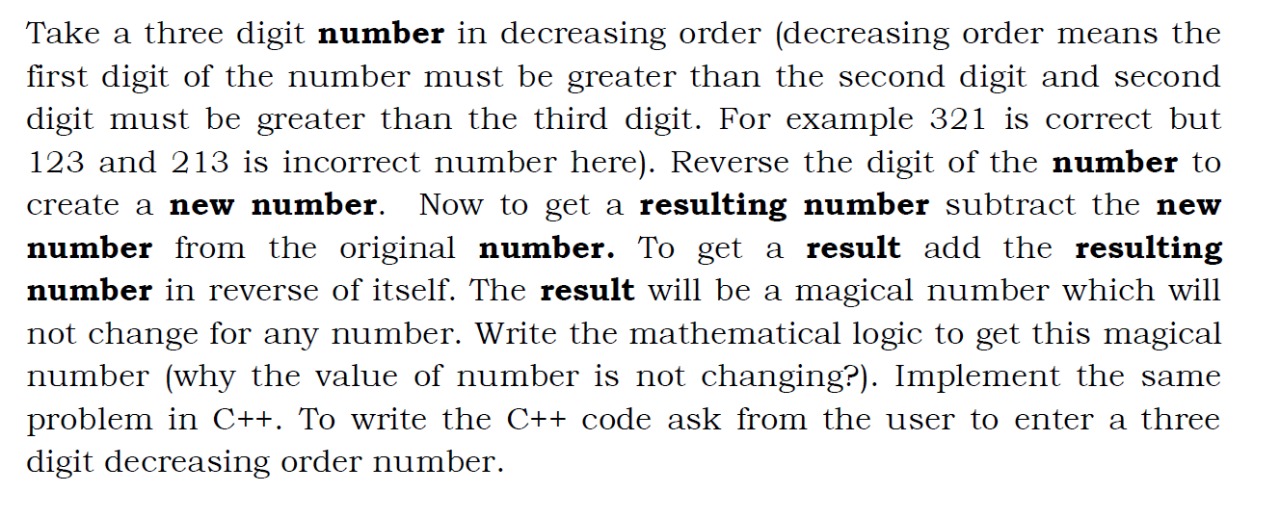 Take a three digit number in decreasing order (decreasing order means the
first digit of the number must be greater than the second digit and second
digit must be greater than the third digit. For example 321 is correct but
123 and 213 is incorrect number here). Reverse the digit of the number to
create a new number. Now to get a resulting number subtract the new
number from the original number. To get a result add the resulting
number in reverse of itself. The result will be a magical number which will
not change for any number. Write the mathematical logic to get this magical
number (why the value of number is not changing?). Implement the same
problem in C++. To write the C++ code ask from the user to enter a three
digit decreasing order number.